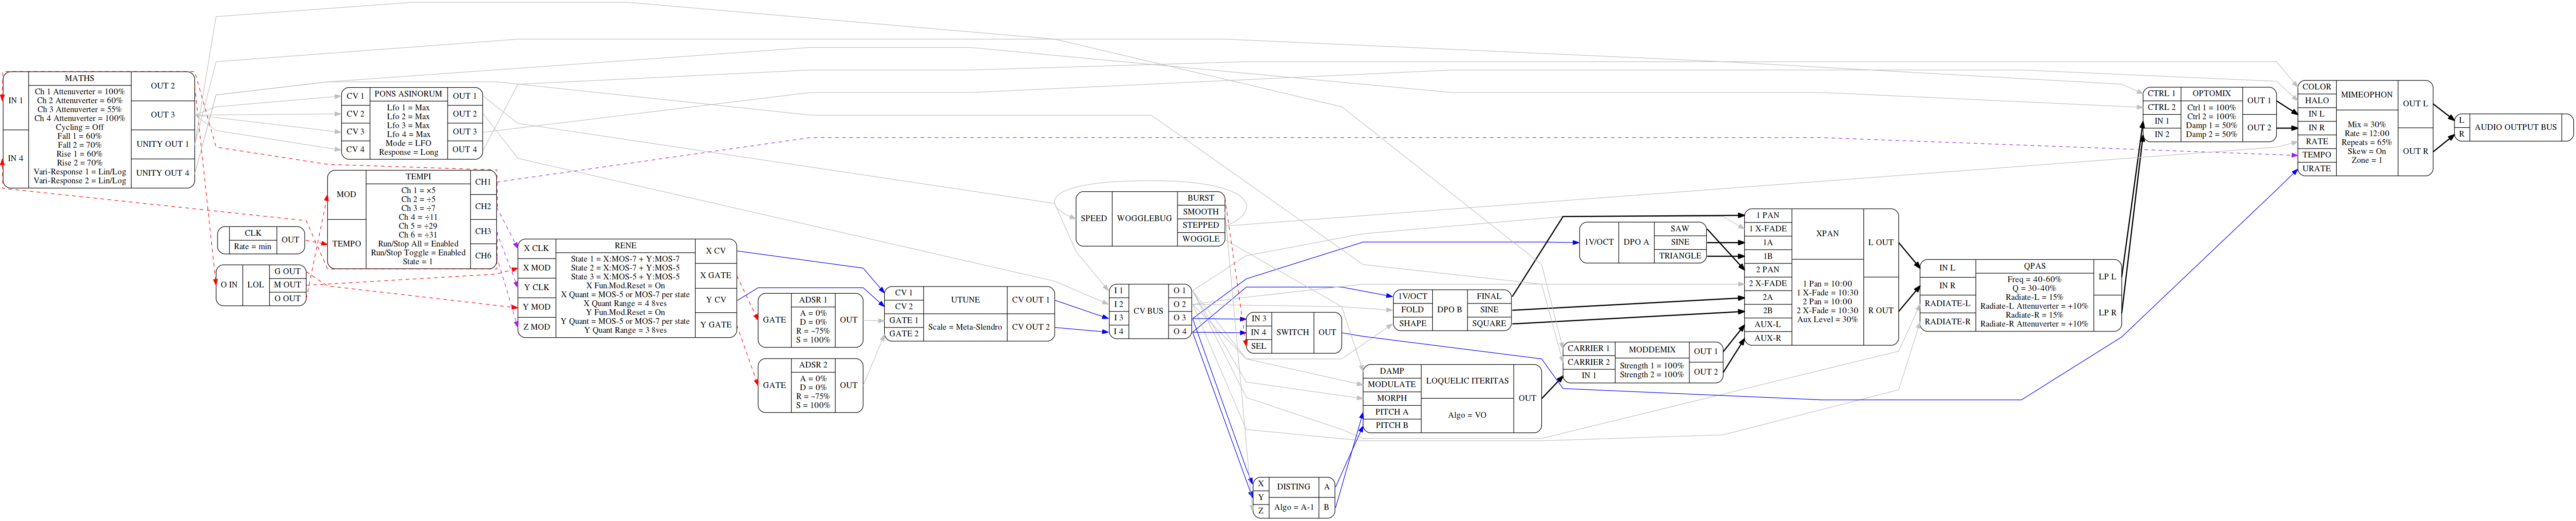 MATHS
IN 1
IN 4
Ch 1 Attenuverter = 100%
Ch 2 Attenuverter = 60%
Ch 3 Attenuverter = 55%
Ch 4 Attenuverter = 100%
Cycling = Off
Fall 1 = 60%
Fall 2 = 70%
Rise 1 = 60%
Rise 2 = 70%
Vari-Response 1 = Lin/Log
Vari-Response 2 = Lin/Log
OUT 2
OUT 3
UNITY OUT 1
UNITY OUT 4
CLK
Rate = min
OUT
O IN
LOL
G OUT
M OUT
O OUT
CV 1
CV 2
CV 3
CV 4
PONS ASINORUM
Lfo 1 = Max
Lfo 2 = Max
Lfo 3 = Max
Lfo 4 = Max
Mode = LFO
Response = Long
OUT 1
OUT 2
OUT 3
OUT 4
MOD
TEMPO
TEMPI
Ch 1 = ×5
Ch 2 = ÷5
Ch 3 = ÷7
Ch 4 = ÷11
Ch 5 = ÷29
Ch 6 = ÷31
Run/Stop All = Enabled
Run/Stop Toggle = Enabled
State = 1
CH1
CH2
CH3
CH6
X CLK
X MOD
Y CLK
Y MOD
Z MOD
RENE
State 1 = X:MOS-7 + Y:MOS-7
State 2 = X:MOS-7 + Y:MOS-5
State 3 = X:MOS-5 + Y:MOS-5
X Fun.Mod.Reset = On
X Quant = MOS-5 or MOS-7 per state
X Quant Range = 4 8ves
Y Fun.Mod.Reset = On
Y Quant = MOS-5 or MOS-7 per state
Y Quant Range = 3 8ves
X CV
X GATE
Y CV
Y GATE
GATE
ADSR 1
A = 0%
D = 0%
R = ~75%
S = 100%
OUT
GATE
ADSR 2
A = 0%
D = 0%
R = ~75%
S = 100%
OUT
CV 1
CV 2
GATE 1
GATE 2
UTUNE
Scale = Meta-Slendro
CV OUT 1
CV OUT 2
SPEED
WOGGLEBUG
BURST
SMOOTH
STEPPED
WOGGLE
I 1
I 2
I 3
I 4
CV BUS
O 1
O 2
O 3
O 4
IN 3
IN 4
SEL
SWITCH
OUT
X
Y
Z
DISTING
Algo = A-1
A
B
1V/OCT
FOLD
SHAPE
DPO B
FINAL
SINE
SQUARE
DAMP
MODULATE
MORPH
PITCH A
PITCH B
LOQUELIC ITERITAS
Algo = VO
OUT
1V/OCT
DPO A
SAW
SINE
TRIANGLE
CARRIER 1
CARRIER 2
IN 1
MODDEMIX
Strength 1 = 100%
Strength 2 = 100%
OUT 1
OUT 2
1 PAN
1 X-FADE
1A
1B
2 PAN
2 X-FADE
2A
2B
AUX-L
AUX-R
XPAN
1 Pan = 10:00
1 X-Fade = 10:30
2 Pan = 10:00
2 X-Fade = 10:30
Aux Level = 30%
L OUT
R OUT
IN L
IN R
RADIATE-L
RADIATE-R
QPAS
Freq = 40-60%
Q = 30-40%
Radiate-L = 15%
Radiate-L Attenuverter = +10%
Radiate-R = 15%
Radiate-R Attenuverter = +10%
LP L
LP R
CTRL 1
CTRL 2
IN 1
IN 2
OPTOMIX
Ctrl 1 = 100%
Ctrl 2 = 100%
Damp 1 = 50%
Damp 2 = 50%
OUT 1
OUT 2
COLOR
HALO
IN L
IN R
RATE
TEMPO
URATE
MIMEOPHON
Mix = 30%
Rate = 12:00
Repeats = 65%
Skew = On
Zone = 1
OUT L
OUT R
L
R
AUDIO OUTPUT BUS